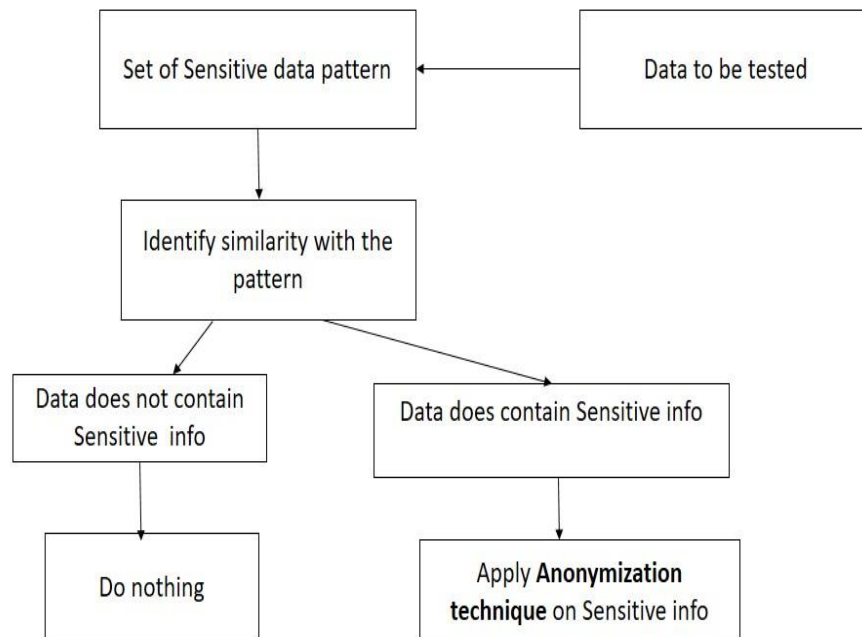 Set of Sensitive data pattern
Data to be tested
Identify similarity with the
pattern
Data does not contain
Sensitive info
Data does contain Sensitive info
Do nothing
Apply Anonymization
technique on Sensitive info